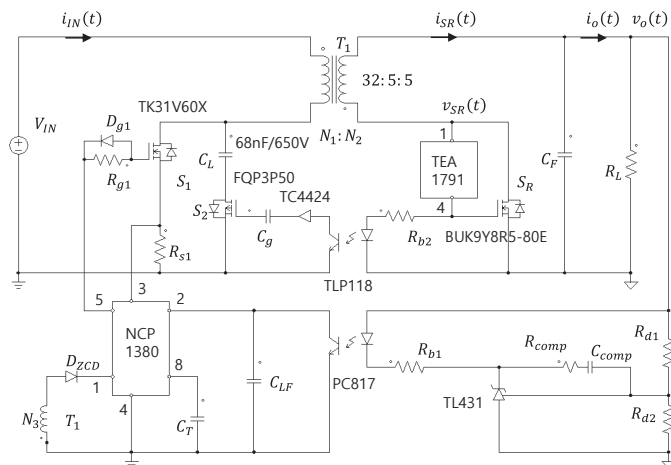 i_IN(t)
i_SR(t)
i_o(t)
v_o(t)
T_1
32:5:5
TK31V60X
v_SR(t)
N_1:N_2
D_g1
V_IN
68nF/650V
1
C_L
TEA
1791
C_F
R_L
R_g1
S_1
FQP3P50
TC4424
S_R
S_2
4
R_s1
C_g
R_b2
BUK9Y8R5-80E
TLP118
3
5
2
NCP
1380
R_d1
D_ZCD
8
R_comp
C_comp
1
PC817
R_b1
C_LF
TL431
N_3
T_1
4
C_T
R_d2